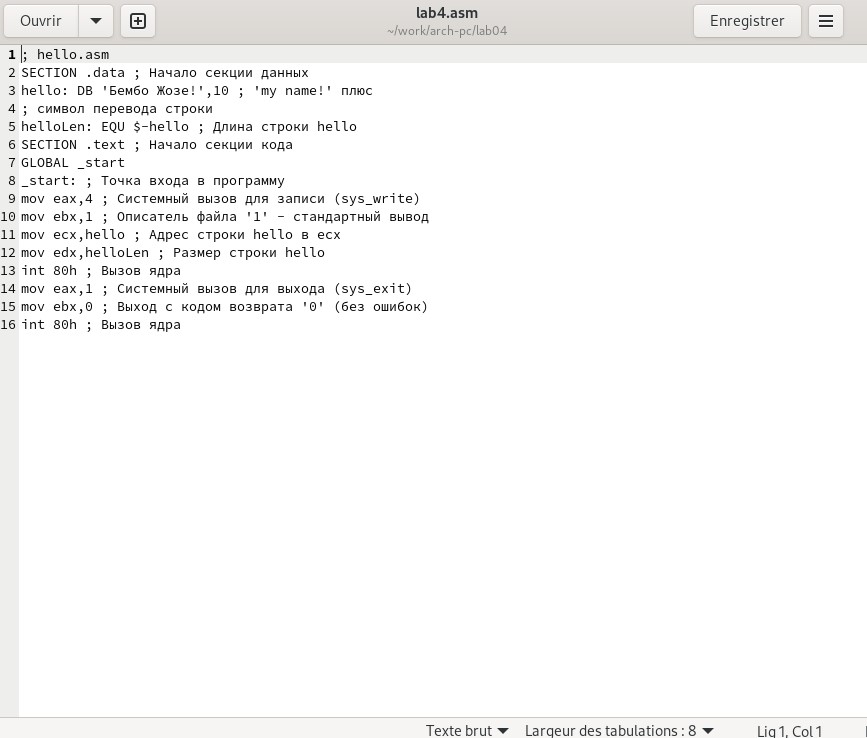 Ouvrir
lab4.asm
~/work/arch-pc/lab04
Enregistrer
1 ; hello.asm
2 SECTION .data ; Начало секции данных
3 hello: DB 'Бембо Жозе!',10 ; 'my name!' плюс
4 ; символ перевода строки
5 helloLen: EQU $-hello ; Длина строки hello
6 SECTION .text ; Начало секции кода
7 GLOBAL _start
8 _start: ; Точка входа в программу
9 mov eax,4 ; Системный вызов для записи (sys_write)
10 mov ebx,1 ; Описатель файла '1' - стандартный вывод
11 mov ecx,hello ; Адрес строки hello в ecx
12 mov edx,helloLen ; Размер строки hello
13 int 80h ; Вызов ядра
14 mov eax,1 ; Системный вызов для выхода (sys_exit)
15 mov ebx,0 ; Выход с кодом возврата '0' (без ошибок)
16 int 80h ; Вызов ядра
Texte brut Largeur des tabulations : 8 Lig 1, Col 1